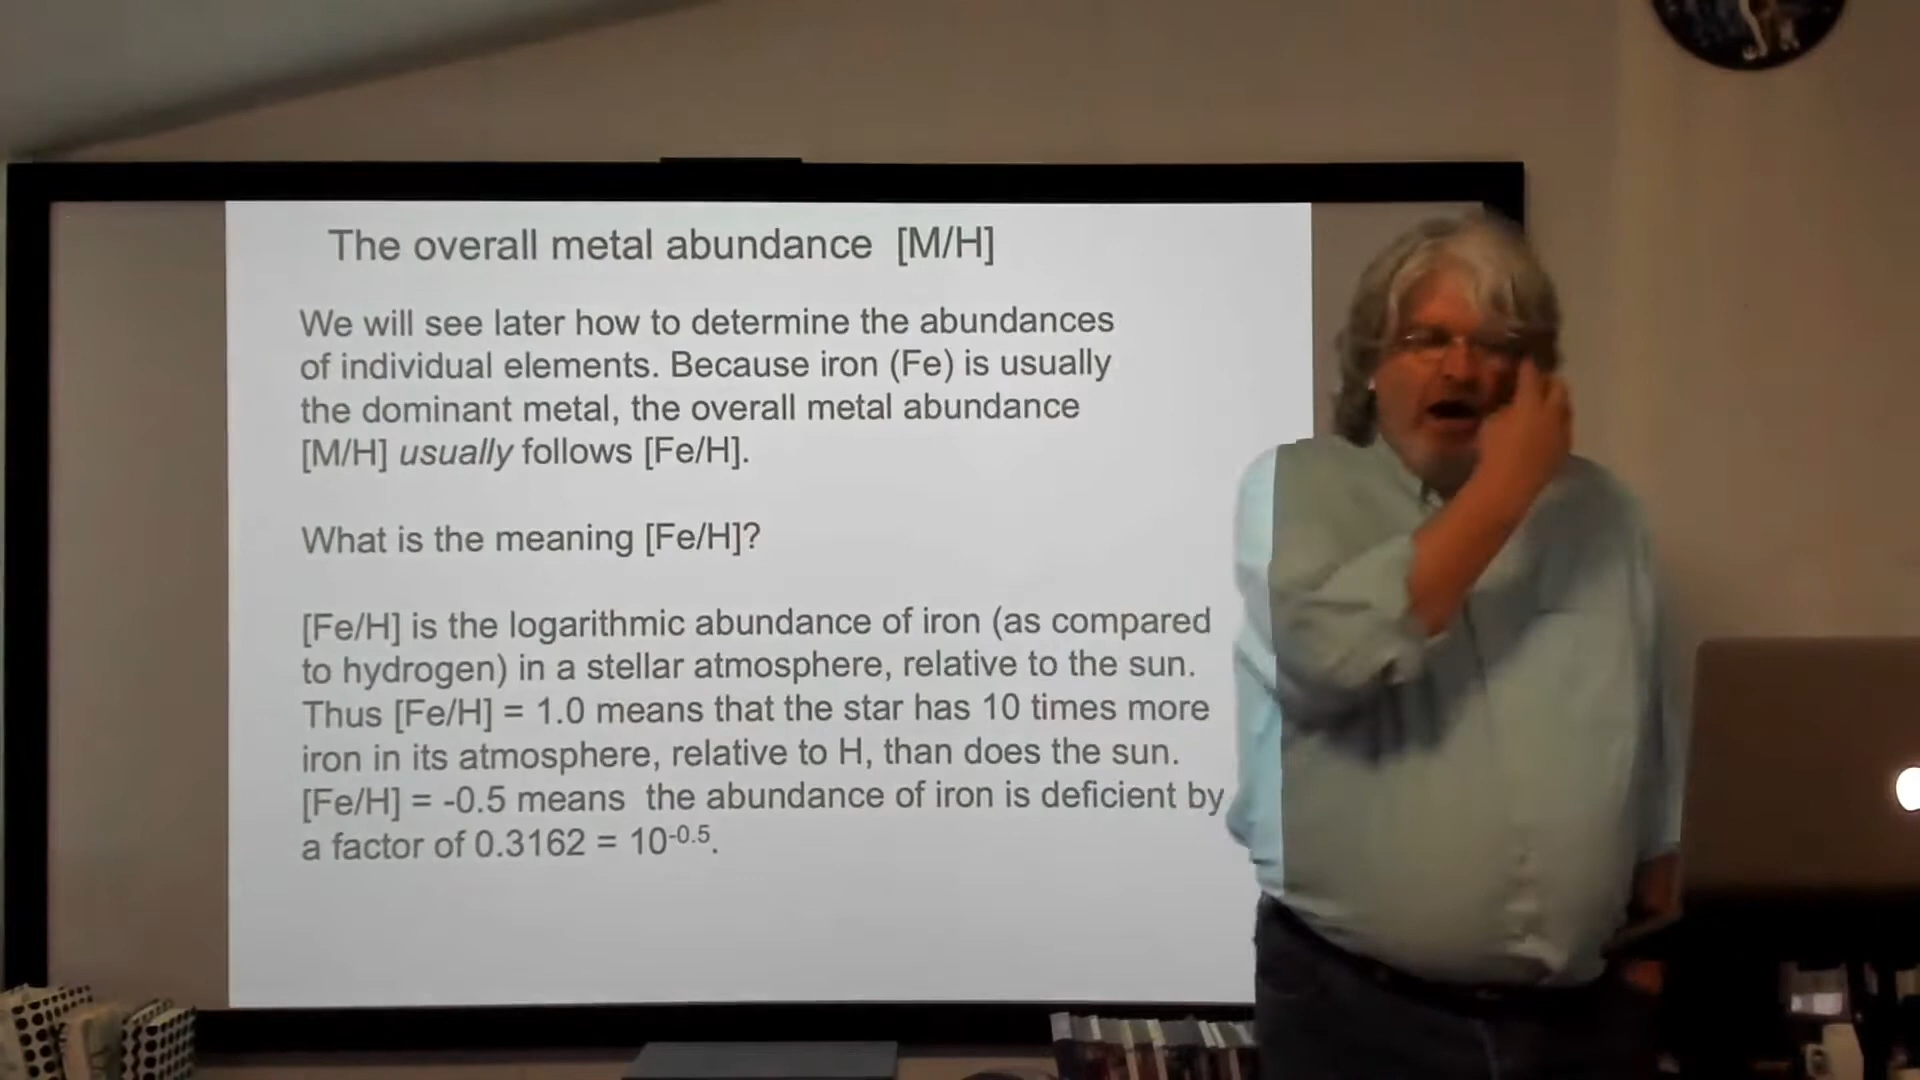 The overall metal abundance [M/H]
We will see later how to determine the abundances
of individual elements. Because iron (Fe) is usually
the dominant metal, the overall metal abundance
[M/H] usually follows [Fe/H].
What is the meaning [Fe/H]?
[Fe/H] is the logarithmic abundance of iron (as compared
to hydrogen) in a stellar atmosphere, relative to the sun.
Thus [Fe/H] = 1.0 means that the star has 10 times more
iron in its atmosphere, relative to H, than does the sun.
[Fe/H] = -0.5 means the abundance of iron is deficient by
a factor of 0.3162 = 10⁻⁰·⁵.